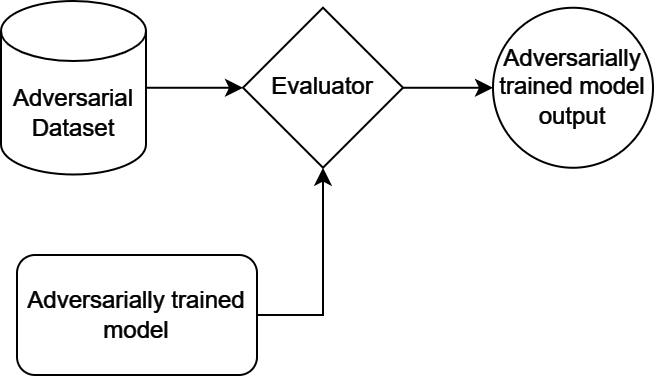 Adversarial
Dataset
Evaluator
Adversarially
trained model
output
Adversarially trained
model